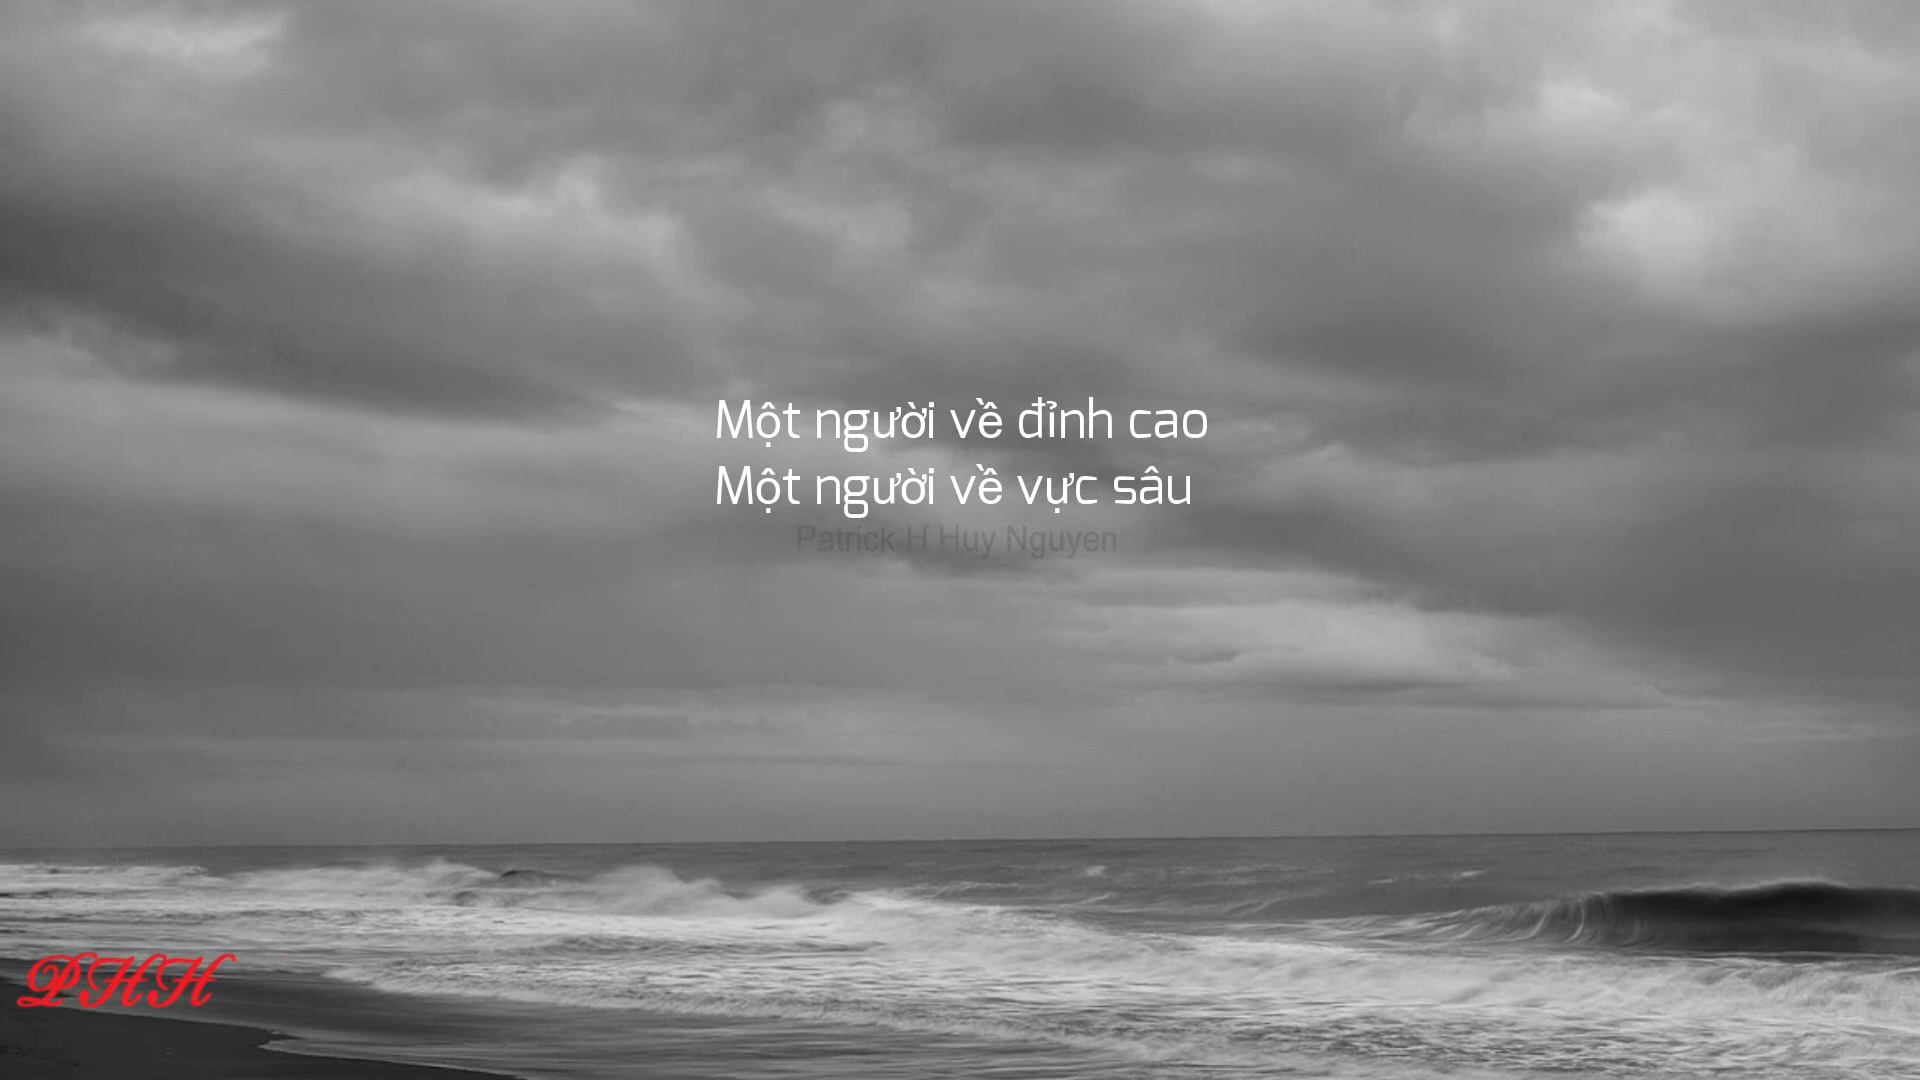 Một người về đỉnh cao
Một người về vực sâu
Patrick H Huy Nguyen
PHH